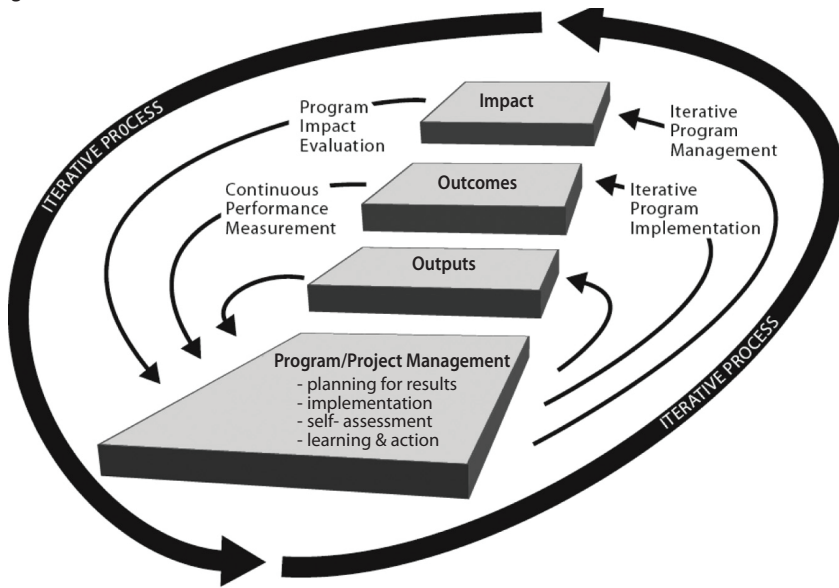 ITERATIVE PROCESS
Program
Impact
Evaluation
Impact
Iterative
Program
Management
Continuous
Performance
Measurement
Outcomes
Iterative
Program
Implementation
Outputs
Program/Project Management
- planning for results
- implementation
- self- assessment
- learning & action
ITERATIVE PROCESS